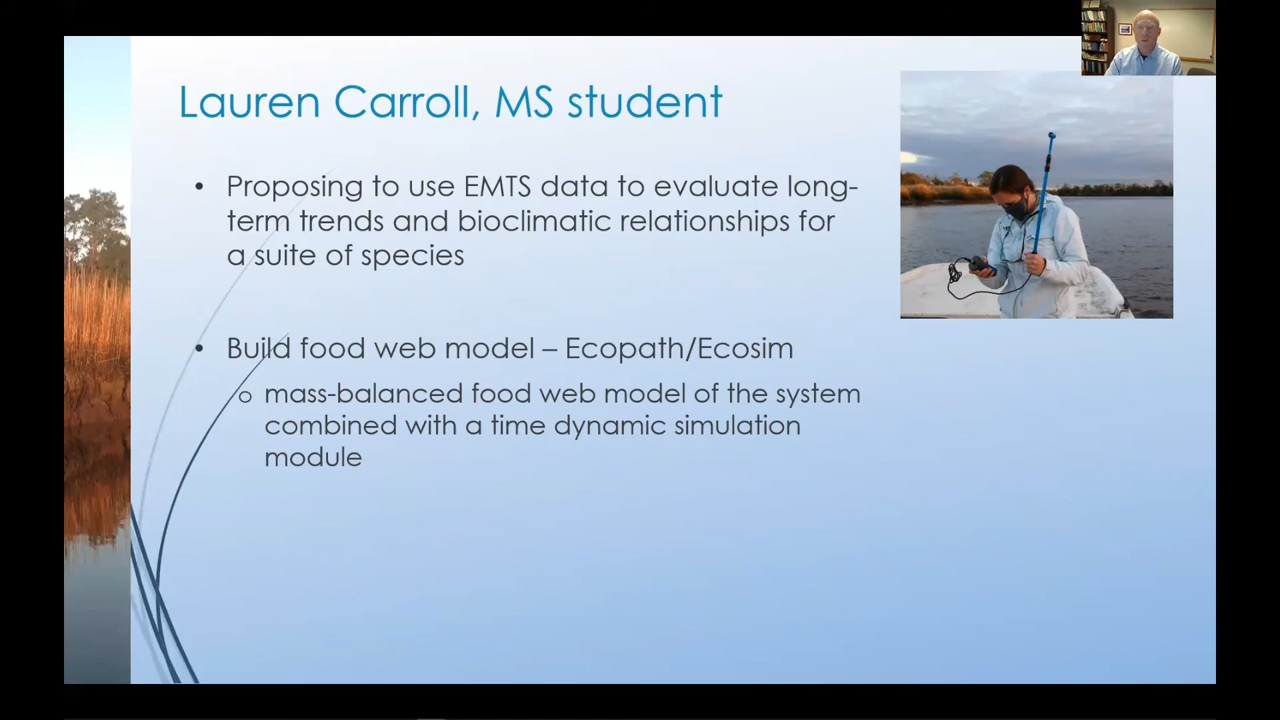 Lauren Carroll, MS student
• Proposing to use EMTS data to evaluate long-
term trends and bioclimatic relationships for
a suite of species
• Build food web model – Ecopath/Ecosim
o mass-balanced food web model of the system
combined with a time dynamic simulation
module